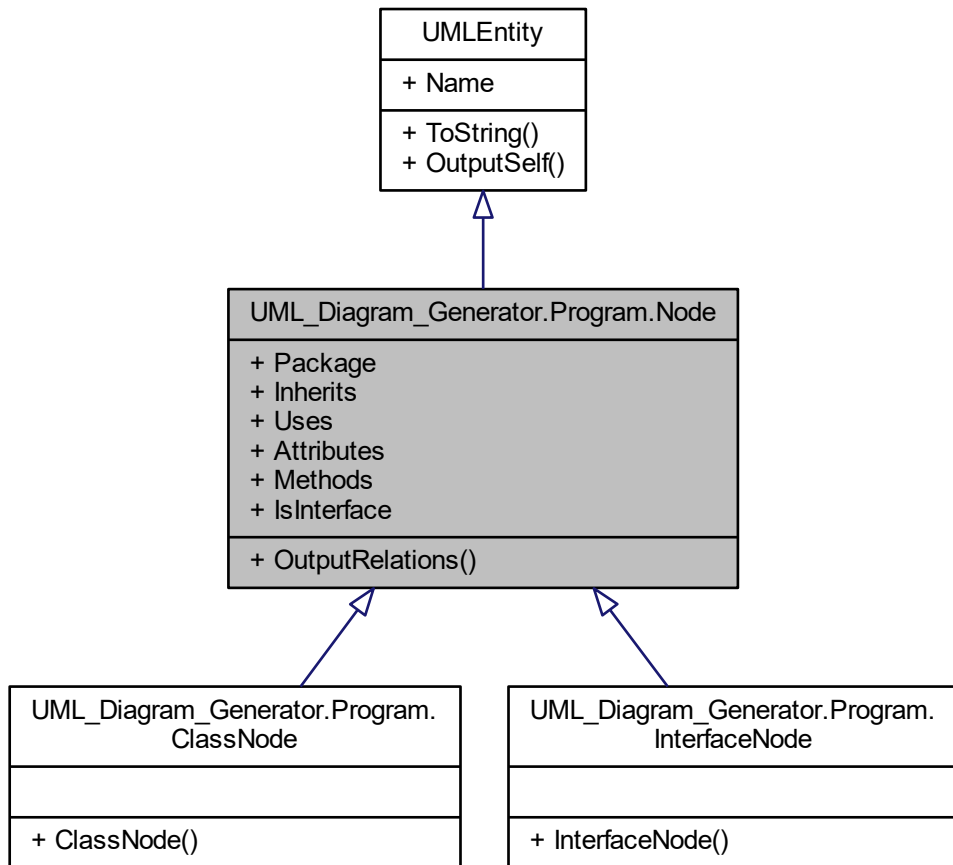 UMLEntity
+ Name
+ ToString()
+ OutputSelf()
UML_Diagram_Generator.Program.Node
+ Package
+ Inherits
+ Uses
+ Attributes
+ Methods
+ IsInterface
+ OutputRelations()
UML_Diagram_Generator.Program.
ClassNode
+ ClassNode()
UML_Diagram_Generator.Program.
InterfaceNode
+ InterfaceNode()